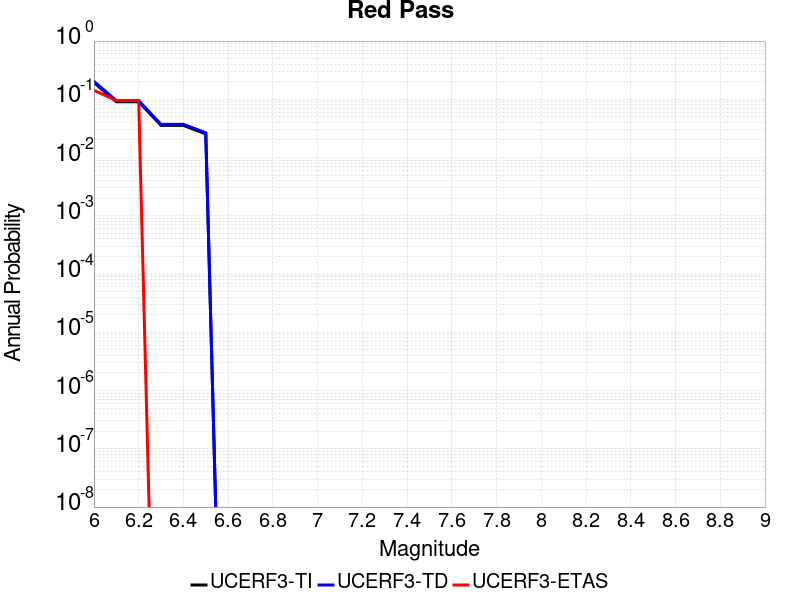 Red Pass
10^0
10^-1
10^-2
10^-3
10^-4
10^-5
10^-6
10^-7
10^-8
Annual Probability
6 6.2 6.4 6.6 6.8 7 7.2 7.4 7.6 7.8 8 8.2 8.4 8.6 8.8 9
Magnitude
UCERF3-TI UCERF3-TD UCERF3-ETAS